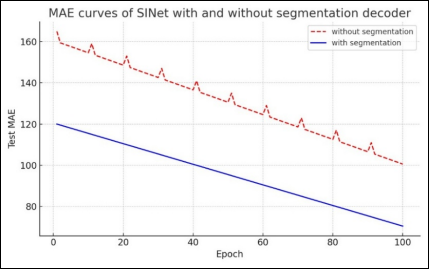 MAE curves of SINet with and without segmentation decoder
without segmentation
with segmentation
160
140
120
100
80
Test MAE
0
20
40
60
80
100
Epoch